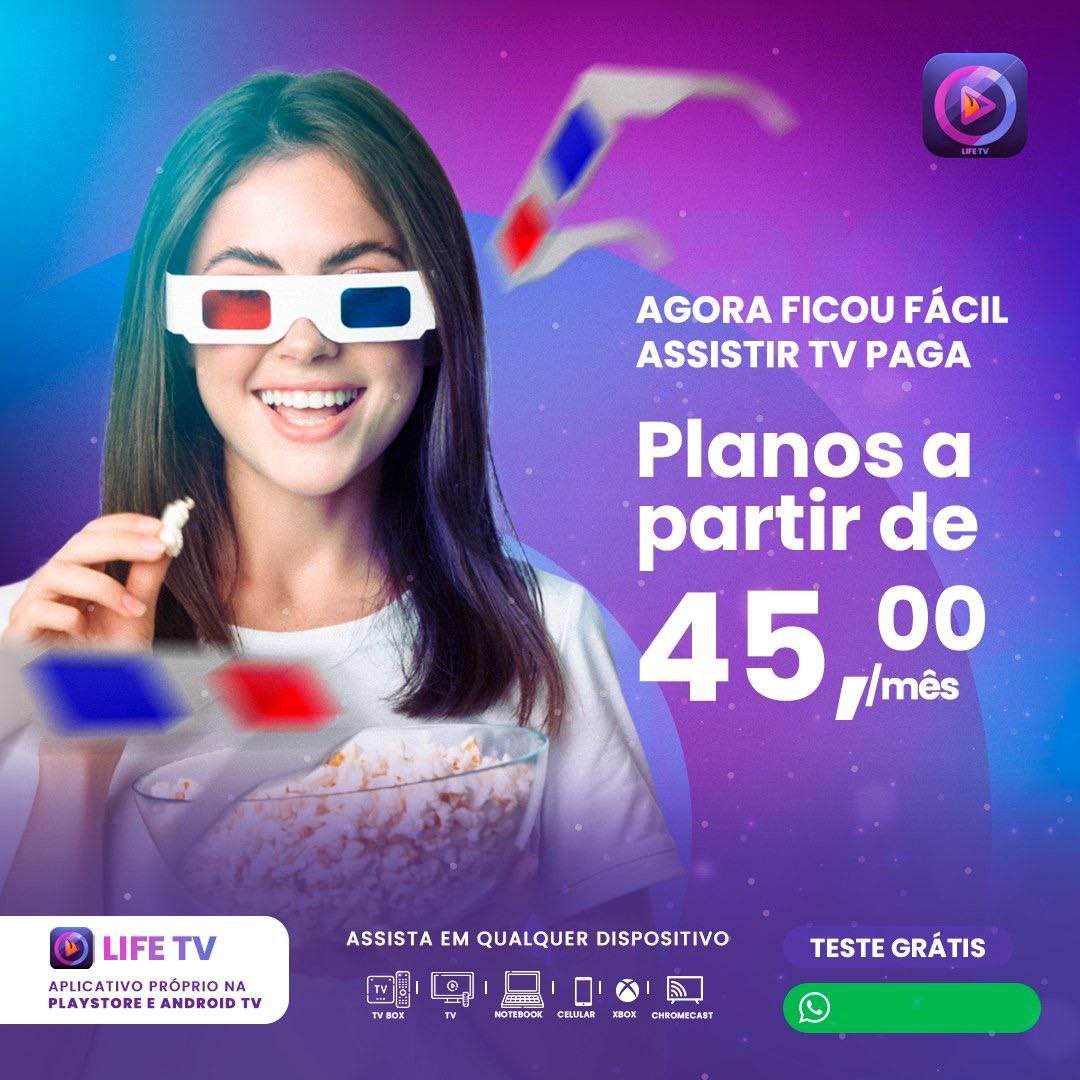 LIFE TV
AGORA FICOU FÁCIL
ASSISTIR TV PAGA
Planos a
partir de
45,00
/mês
LIFE TV
APLICATIVO PRÓPRIO NA
PLAYSTORE E ANDROID TV
ASSISTA EM QUALQUER DISPOSITIVO
TV
TV BOX
TV
NOTEBOOK
CELULAR
XBOX
CHROMECAST
TESTE GRÁTIS